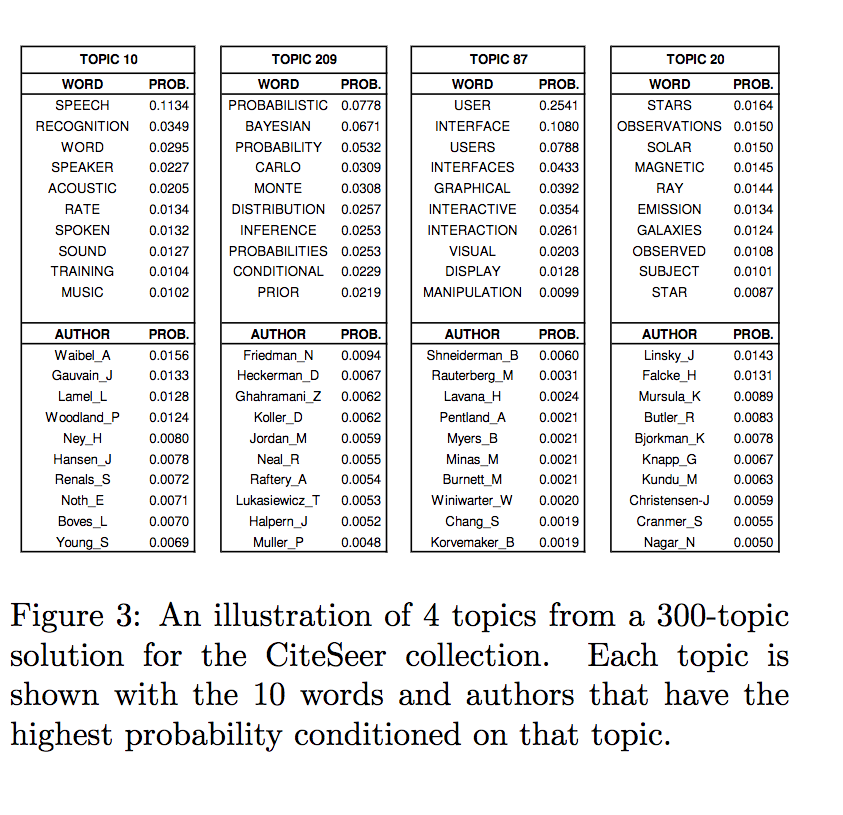 TOPIC 10
WORD PROB.
SPEECH 0.1134
RECOGNITION 0.0349
WORD 0.0295
SPEAKER 0.0227
ACOUSTIC 0.0205
RATE 0.0134
SPOKEN 0.0132
SOUND 0.0127
TRAINING 0.0104
MUSIC 0.0102
AUTHOR PROB.
Waibel_A 0.0156
Gauvain_J 0.0133
Lamel_L 0.0128
Woodland_P 0.0124
Ney_H 0.0080
Hansen_J 0.0078
Renals_S 0.0072
Noth_E 0.0071
Boves_L 0.0070
Young_S 0.0069
TOPIC 209
WORD PROB.
PROBABILISTIC 0.0778
BAYESIAN 0.0671
PROBABILITY 0.0532
CARLO 0.0309
MONTE 0.0308
DISTRIBUTION 0.0257
INFERENCE 0.0253
PROBABILITIES 0.0253
CONDITIONAL 0.0229
PRIOR 0.0219
AUTHOR PROB.
Friedman_N 0.0094
Heckerman_D 0.0067
Ghahramani_Z 0.0062
Koller_D 0.0062
Jordan_M 0.0059
Neal_R 0.0055
Raftery_A 0.0054
Lukasiewicz_T 0.0053
Halpern_J 0.0052
Muller_P 0.0048
TOPIC 87
WORD PROB.
USER 0.2541
INTERFACE 0.1080
USERS 0.0788
INTERFACES 0.0433
GRAPHICAL 0.0392
INTERACTIVE 0.0354
INTERACTION 0.0261
VISUAL 0.0203
DISPLAY 0.0128
MANIPULATION 0.0099
AUTHOR PROB.
Shneiderman_B 0.0060
Rauterberg_M 0.0031
Lavana_H 0.0024
Pentland_A 0.0021
Myers_B 0.0021
Minas_M 0.0021
Burnett_M 0.0021
Winiwarter_W 0.0020
Chang_S 0.0019
Korvemaker_B 0.0019
TOPIC 20
WORD PROB.
STARS 0.0164
OBSERVATIONS 0.0150
SOLAR 0.0150
MAGNETIC 0.0145
RAY 0.0144
EMISSION 0.0134
GALAXIES 0.0124
OBSERVED 0.0108
SUBJECT 0.0101
STAR 0.0087
AUTHOR PROB.
Linsky_J 0.0143
Falcke_H 0.0131
Mursula_K 0.0089
Butler_R 0.0083
Bjorkman_K 0.0078
Knapp_G 0.0067
Kundu_M 0.0063
Christensen-J 0.0059
Cranmer_S 0.0055
Nagar_N 0.0050
Figure 3: An illustration of 4 topics from a 300-topic
solution for the CiteSeer collection. Each topic is
shown with the 10 words and authors that have the
highest probability conditioned on that topic.